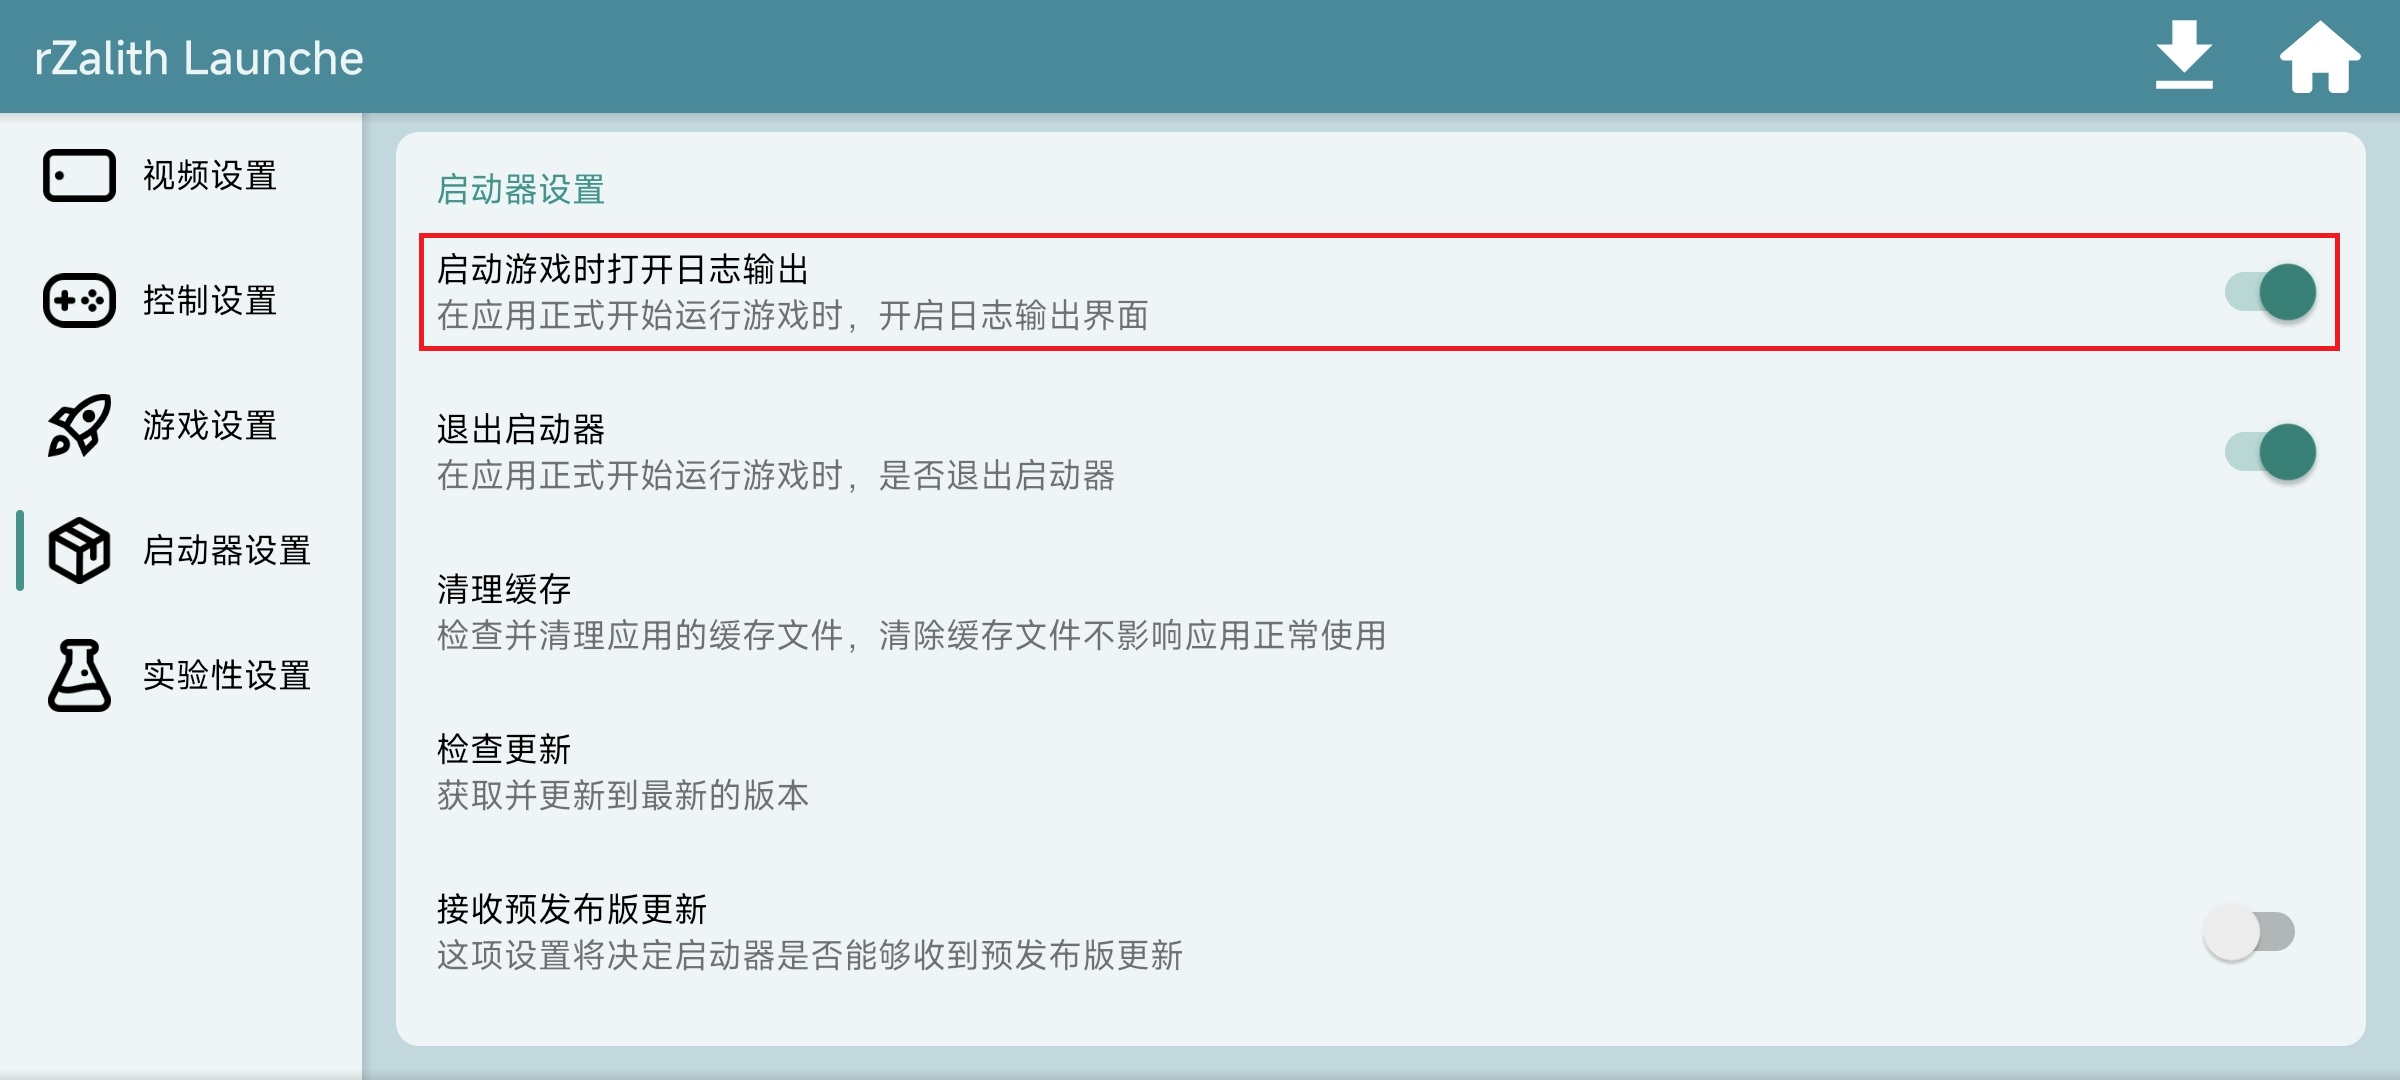 rZalith Launche
视频设置
控制设置
游戏设置
启动器设置
实验性设置
启动器设置
启动游戏时打开日志输出
在应用正式开始运行游戏时，开启日志输出界面
退出启动器
在应用正式开始运行游戏时，是否退出启动器
清理缓存
检查并清理应用的缓存文件，清除缓存文件不影响应用正常使用
检查更新
获取并更新到最新的版本
接收预发布版更新
这项设置将决定启动器是否能够收到预发布版更新